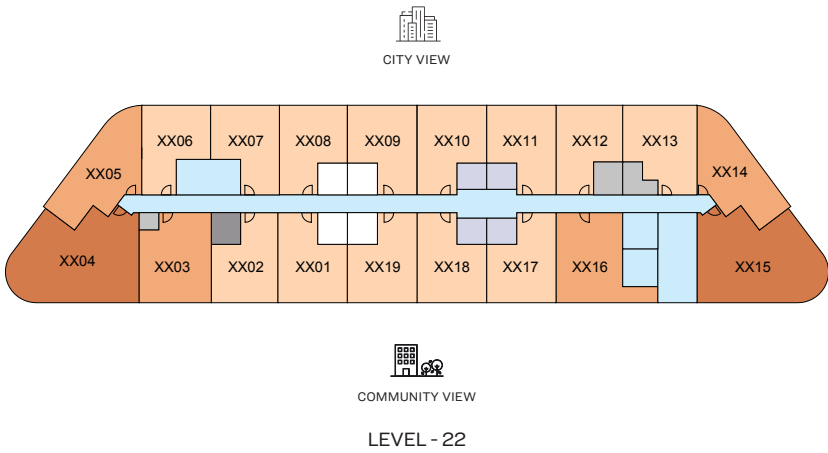 CITY VIEW
XX06 XX07 XX08 XX09 XX10 XX11 XX12 XX13
XX05 XX14
XX04 XX03 XX02 XX01 XX19 XX18 XX17 XX16 XX15
COMMUNITY VIEW
LEVEL - 22